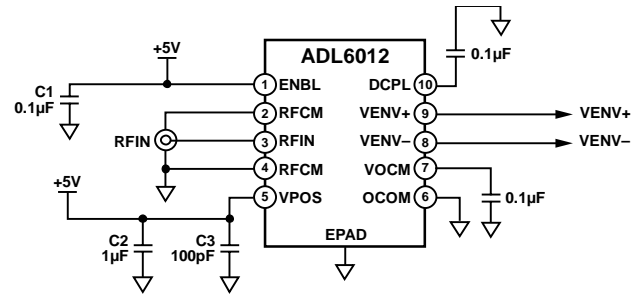 ADL6012
+5V
C1
0.1µF
1 ENBL
2 RFCM
RFIN
3 RFIN
4 RFCM
+5V
5 VPOS
C2
1µF
C3
100pF
EPAD
DCPL 10
0.1µF
VENV+ 9
VENV+
VENV– 8
VENV–
VOCM 7
0.1µF
OCOM 6